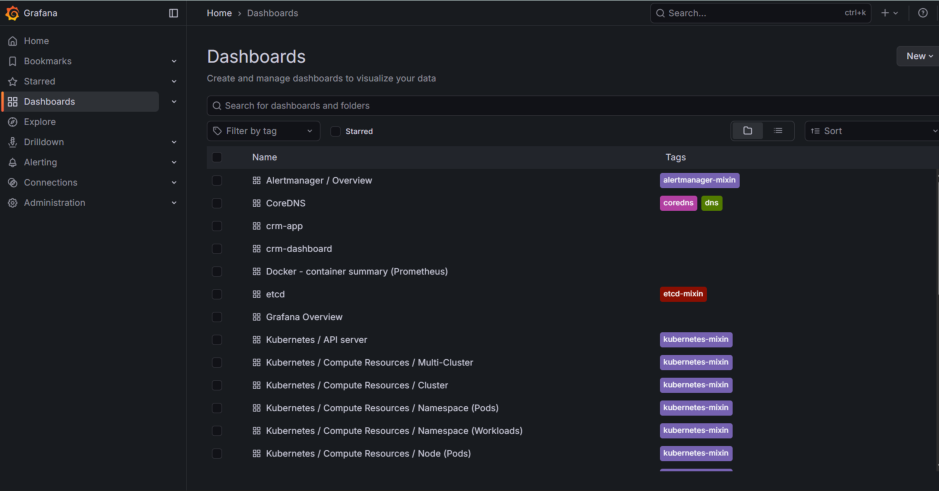 Grafana
Home › Dashboards
Search...
ctrl+k
Home
Bookmarks
Starred
Dashboards
Explore
Drilldown
Alerting
Connections
Administration
Dashboards
New
Create and manage dashboards to visualize your data
Search for dashboards and folders
Filter by tag
Starred
Sort
Name Tags
Alertmanager / Overview alertmanager-mixin
CoreDNS coredns dns
crm-app
crm-dashboard
Docker - container summary (Prometheus)
etcd etcd-mixin
Grafana Overview
Kubernetes / API server kubernetes-mixin
Kubernetes / Compute Resources / Multi-Cluster kubernetes-mixin
Kubernetes / Compute Resources / Cluster kubernetes-mixin
Kubernetes / Compute Resources / Namespace (Pods) kubernetes-mixin
Kubernetes / Compute Resources / Namespace (Workloads) kubernetes-mixin
Kubernetes / Compute Resources / Node (Pods) kubernetes-mixin